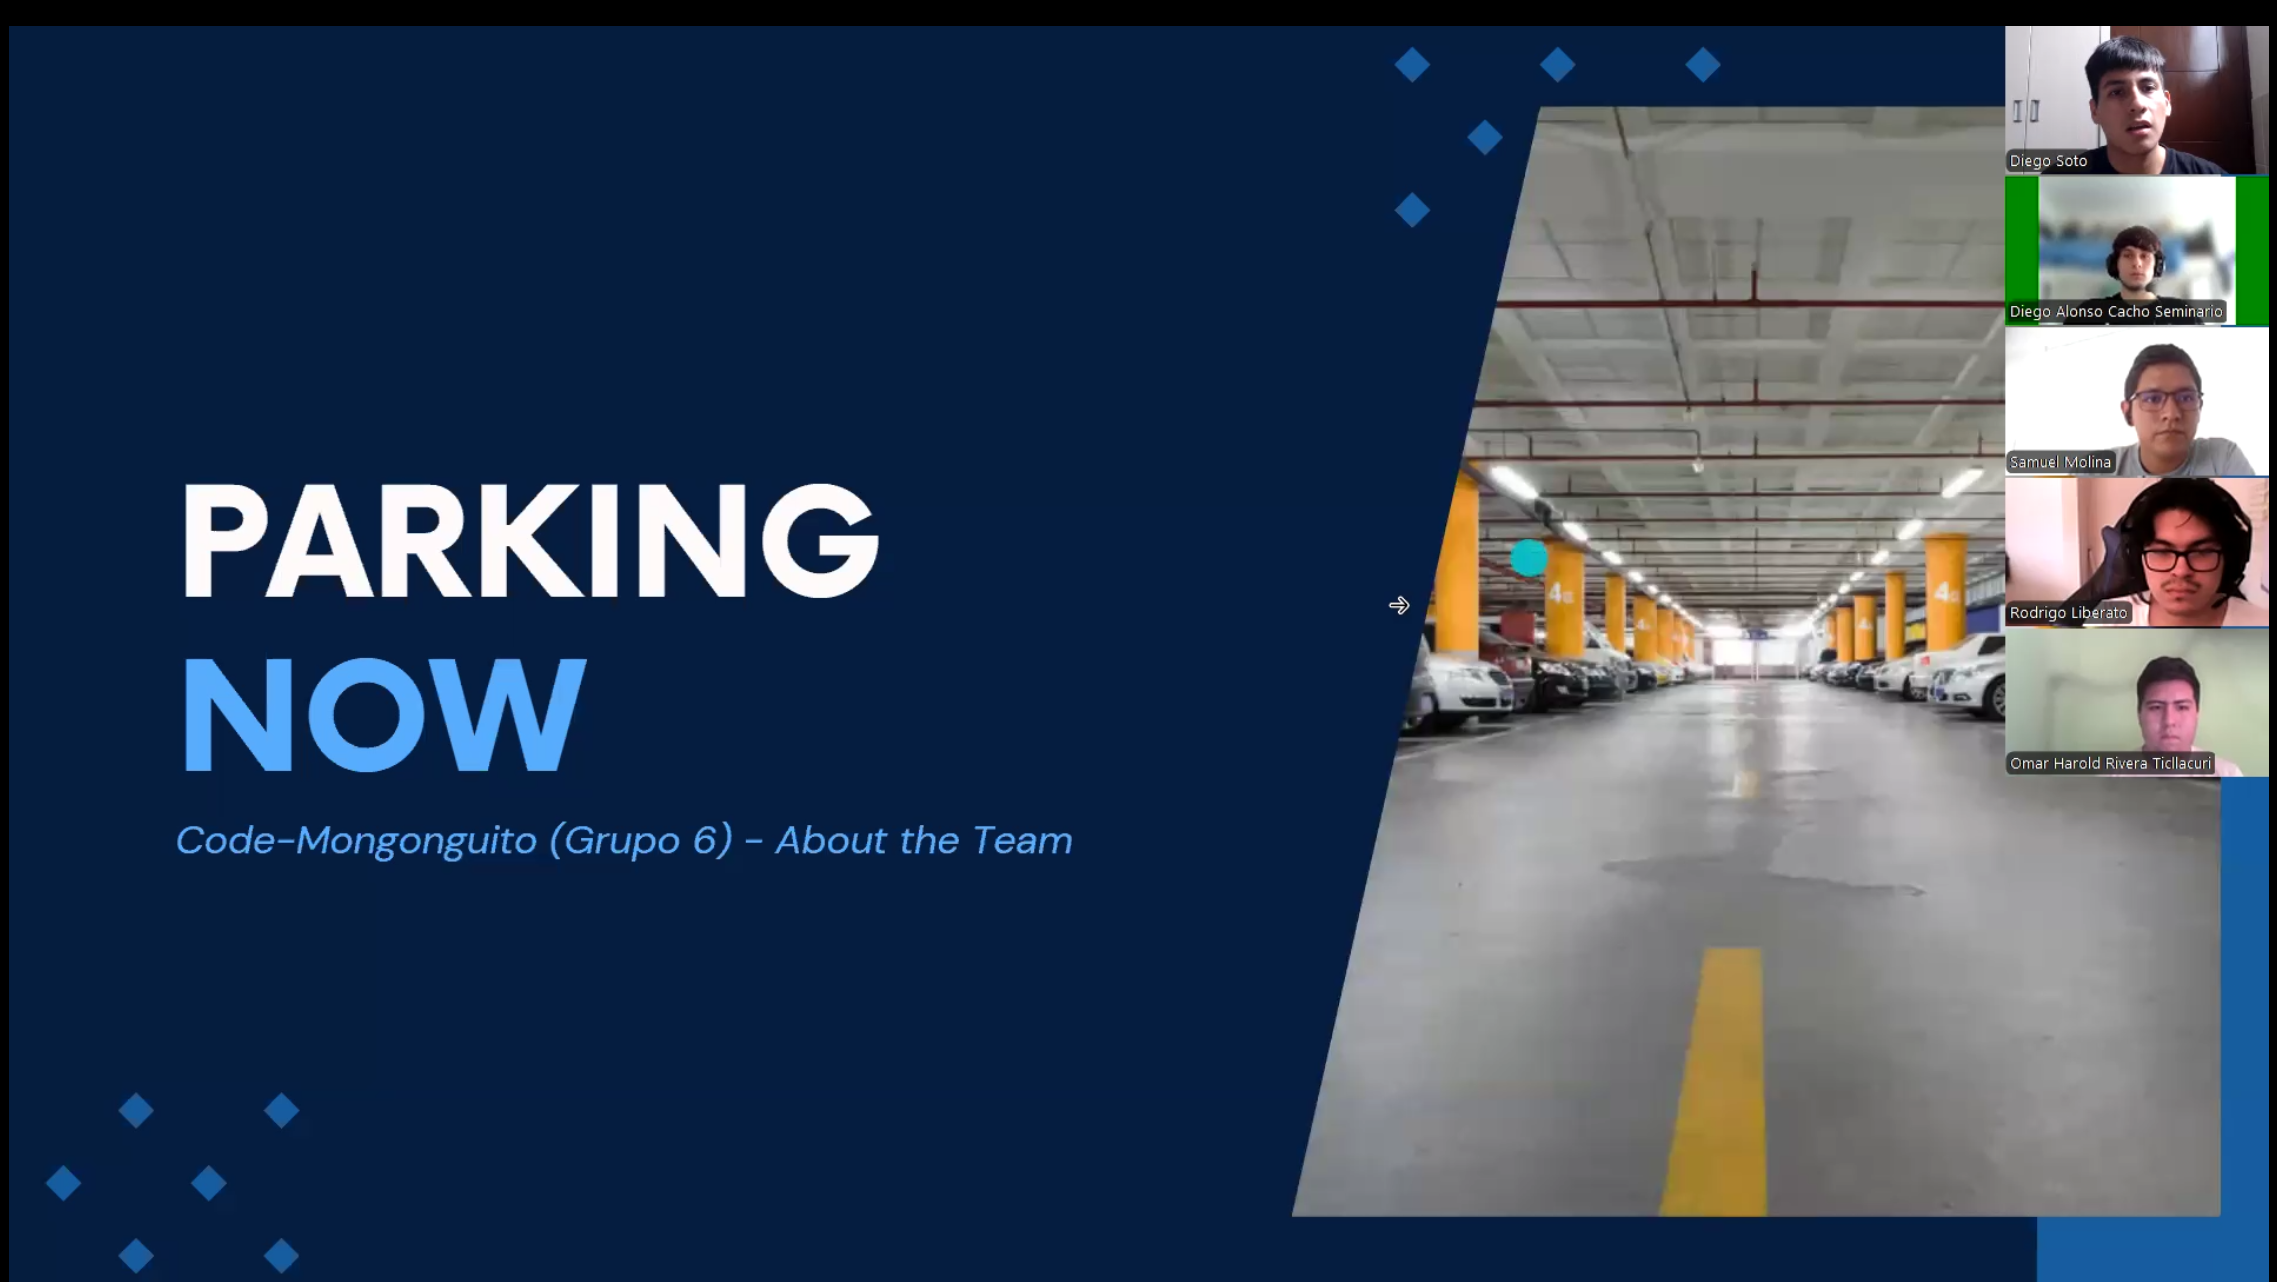 PARKING
NOW
Code-Mongonguito (Grupo 6) - About the Team
Diego Soto
Diego Alonso Cacho Seminario
Samuel Molina
Rodrigo Liberato
Omar Harold Rivera Ticllacuri